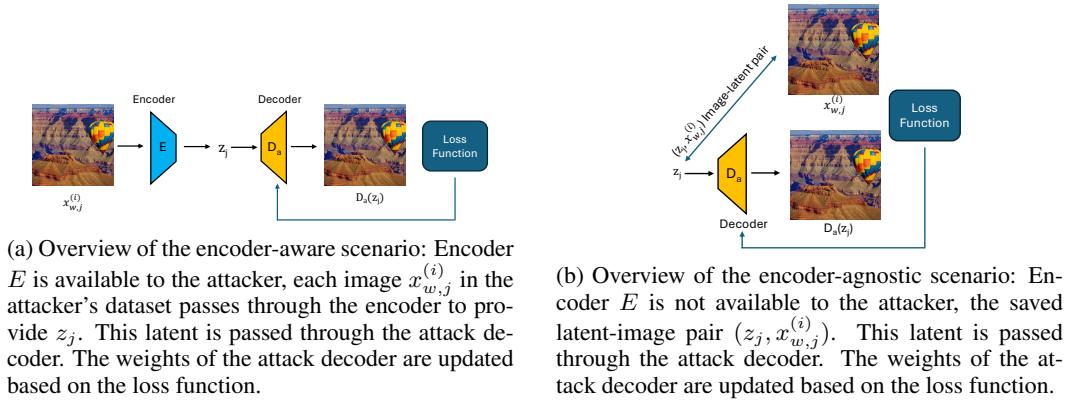 Encoder
Decoder
E
z_j
D_a
Loss
Function
x_{w,j}^{(i)}
D_a(z_j)
(a) Overview of the encoder-aware scenario: Encoder
E is available to the attacker, each image x_{w,j}^{(i)} in the
attacker's dataset passes through the encoder to pro-
vide z_j. This latent is passed through the attack de-
coder. The weights of the attack decoder are updated
based on the loss function.
(z_j, x_{w,j}^{(i)}) Image-latent pair
x_{w,j}^{(i)}
Loss
Function
z_j
D_a
Decoder
D_a(z_j)
(b) Overview of the encoder-agnostic scenario: En-
coder E is not available to the attacker, the saved
latent-image pair (z_j, x_{w,j}^{(i)}). This latent is passed
through the attack decoder. The weights of the at-
tack decoder are updated based on the loss function.